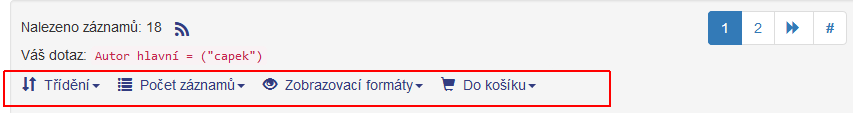 Nalezeno záznamů: 18
1 2 #
Váš dotaz: Autor hlavní = ("capek")
Třídění Počet záznamů Zobrazovací formáty Do košíku